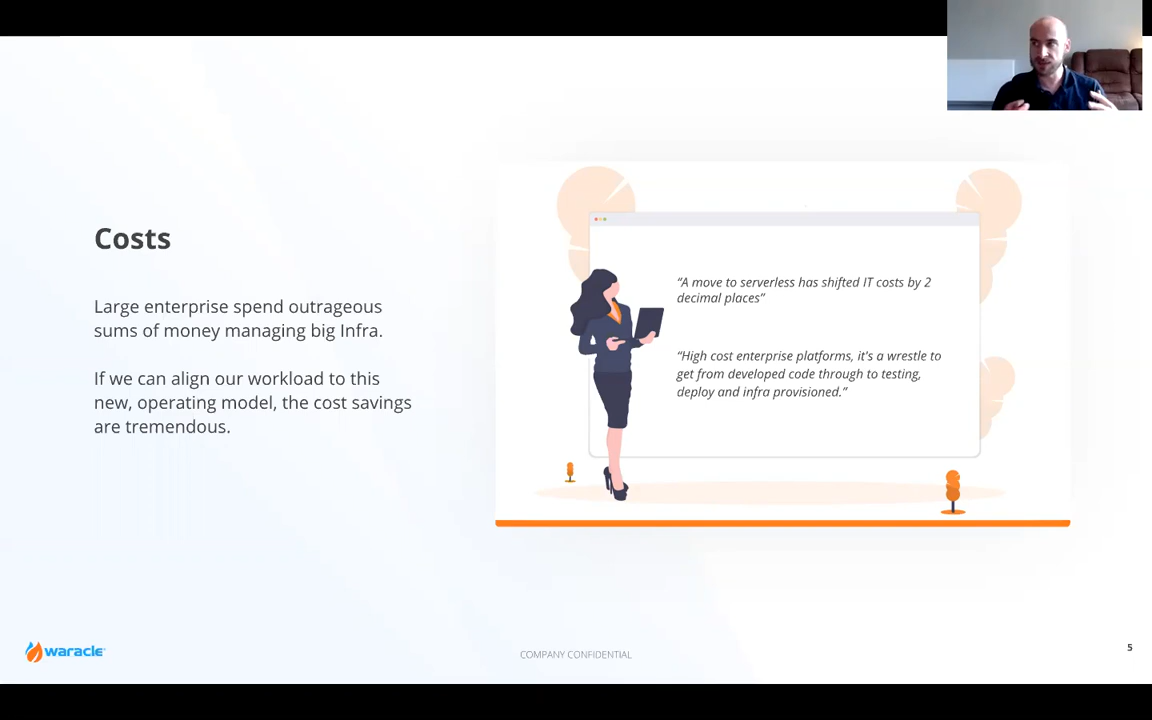 Costs
Large enterprise spend outrageous
sums of money managing big Infra.
If we can align our workload to this
new, operating model, the cost savings
are tremendous.
“A move to serverless has shifted IT costs by 2
decimal places”
“High cost enterprise platforms, it's a wrestle to
get from developed code through to testing,
deploy and infra provisioned.”
waracle
COMPANY CONFIDENTIAL
5